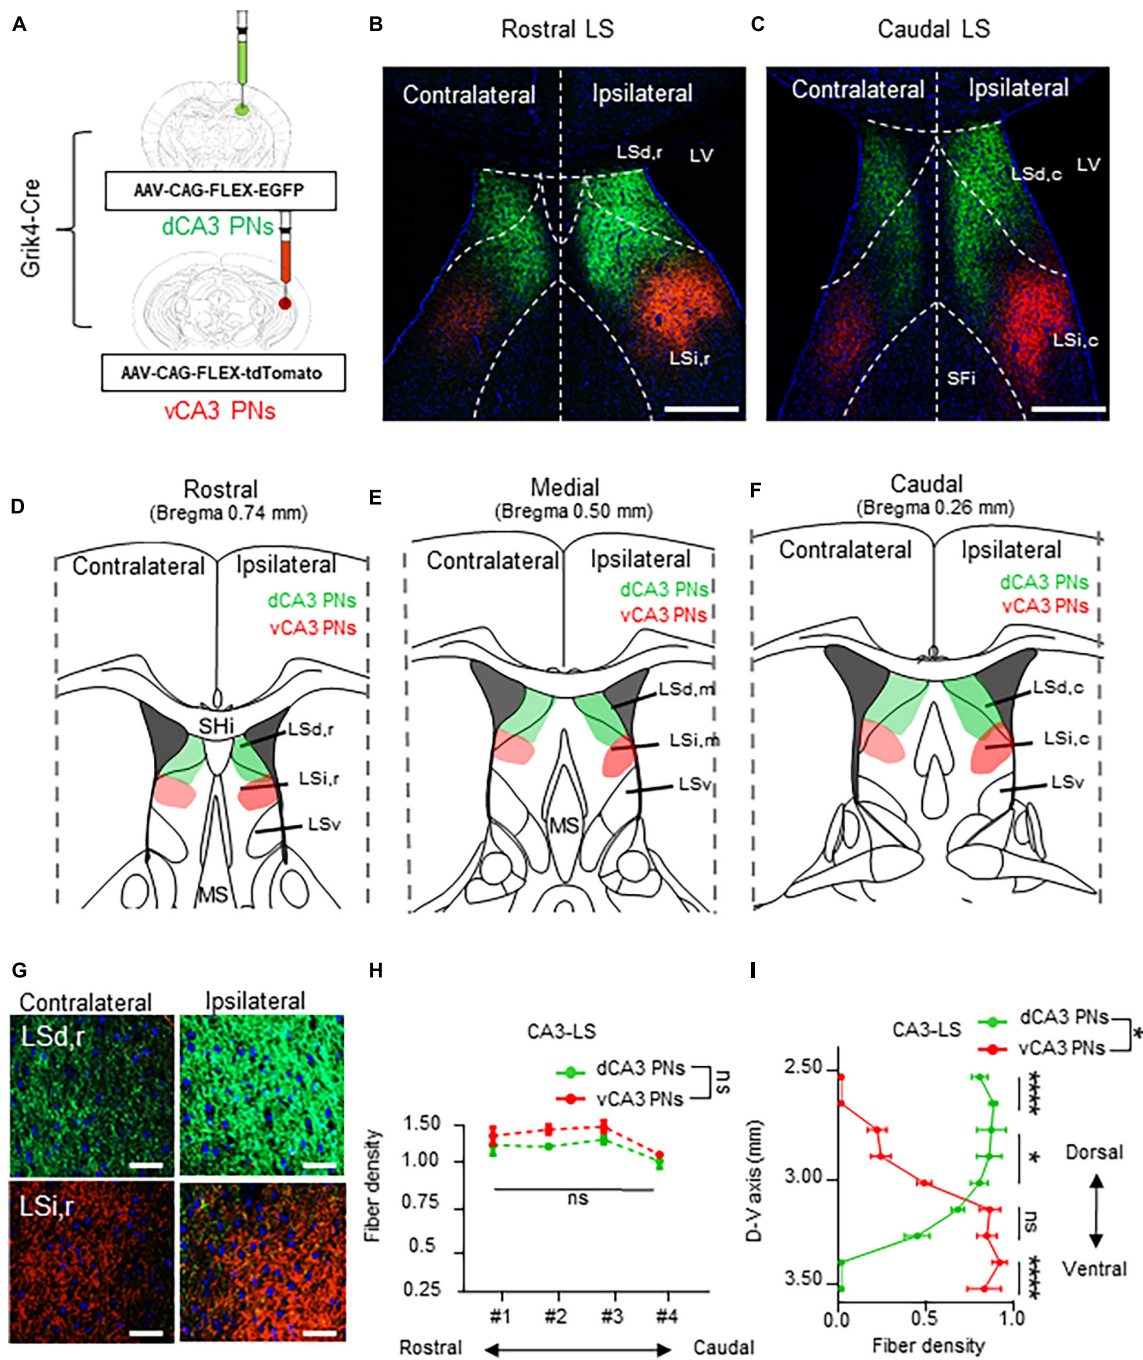 A
Grik4-Cre
AAV-CAG-FLEX-EGFP
dCA3 PNs
AAV-CAG-FLEX-tdTomato
vCA3 PNs
B
Rostral LS
Contralateral
Ipsilateral
LSd,r
LV
LSi,r
C
Caudal LS
Contralateral
Ipsilateral
LV
LSd,c
LSi,c
SFi
D
Rostral
(Bregma 0.74 mm)
Contralateral
Ipsilateral
dCA3 PNs
vCA3 PNs
SHi
LSd,r
LSi,r
LSv
MS
E
Medial
(Bregma 0.50 mm)
Contralateral
Ipsilateral
dCA3 PNs
vCA3 PNs
LSd,m
LSi,m
LSv
MS
F
Caudal
(Bregma 0.26 mm)
Contralateral
Ipsilateral
dCA3 PNs
vCA3 PNs
LSd,c
LSi,c
LSv
G
Contralateral
Ipsilateral
LSd,r
LSi,r
H
CA3-LS
dCA3 PNs
vCA3 PNs
ns
Fiber density
1.50
1.00
0.75
0.5
0.25
ns
#1
#2
#3
#4
Rostral
Caudal
I
CA3-LS
dCA3 PNs
vCA3 PNs
*
D-V axis (mm)
2.50
3.00
3.50
****
*
ns
****
Dorsal
Ventral
0.0
0.5
1.0
Fiber density